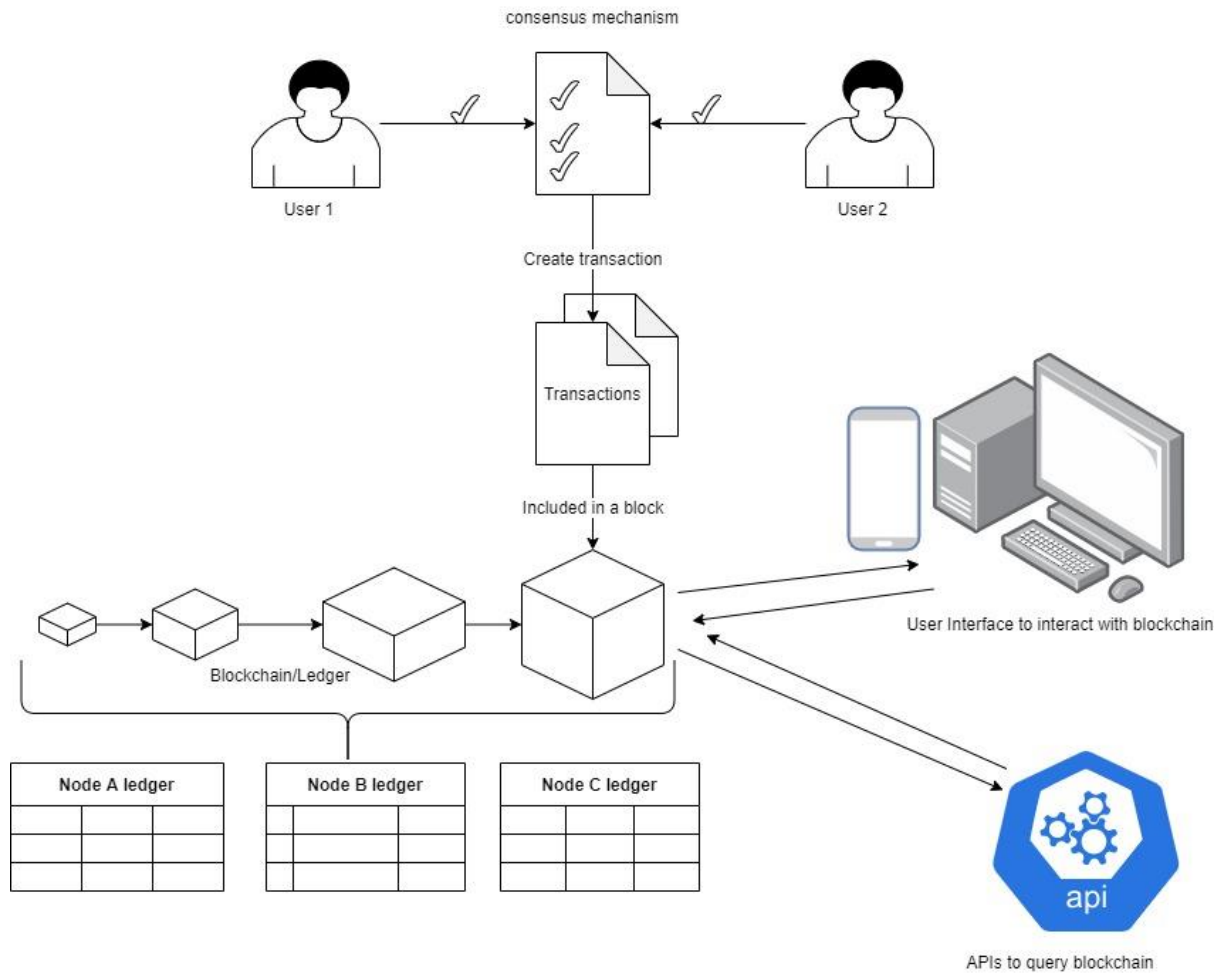 consensus mechanism
User 1
User 2
Create transaction
Transactions
Included in a block
User Interface to interact with blockchain
Blockchain/Ledger
Node A ledger
Node B ledger
Node C ledger
api
APIs to query blockchain